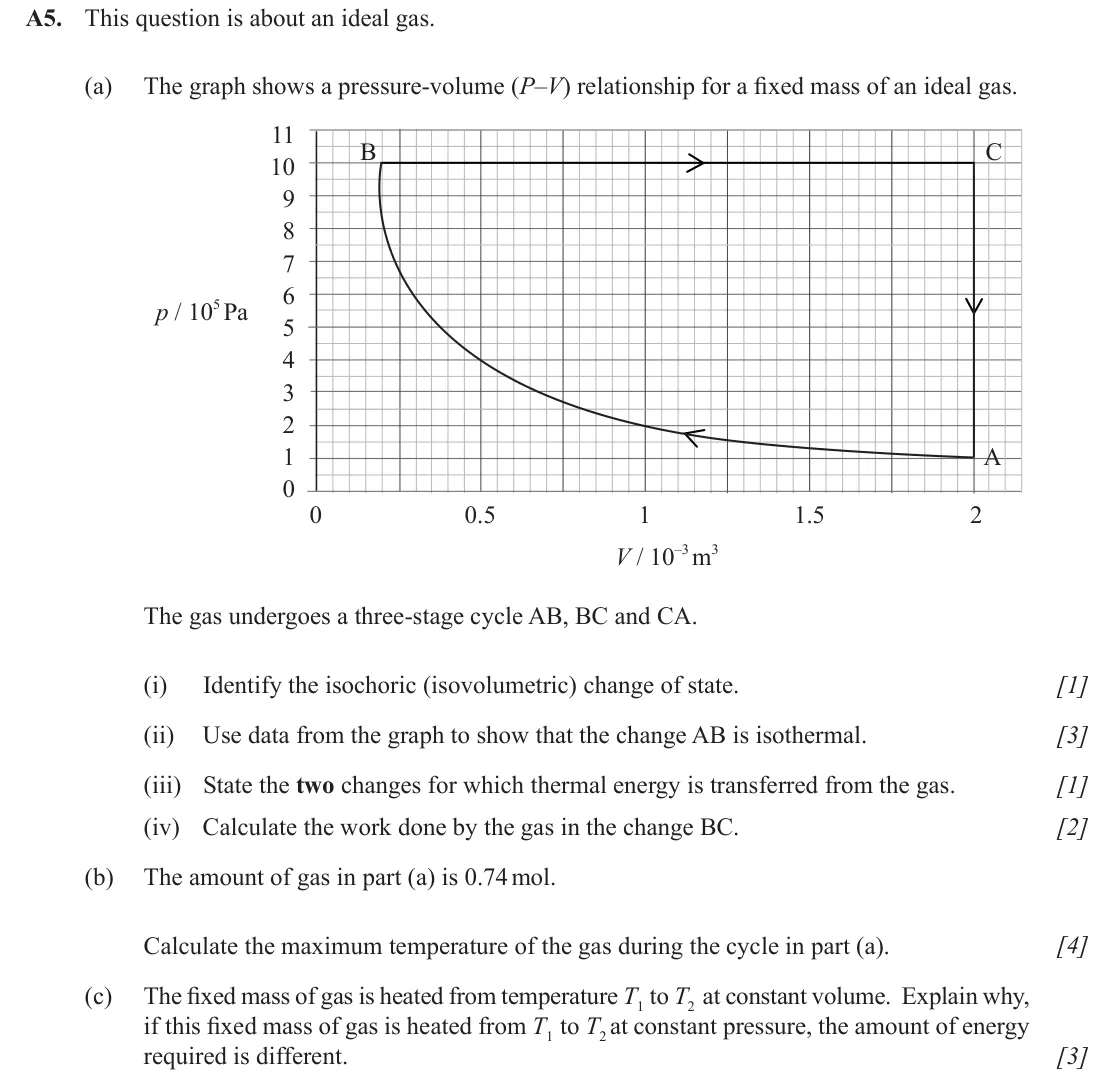 A5. This question is about an ideal gas.
(a) The graph shows a pressure-volume (P–V) relationship for a fixed mass of an ideal gas.
11
B
C
10
9
8
7
6
p / 10⁵ Pa
5
4
3
2
1
A
0
0 0.5 1 1.5 2
V / 10⁻³ m³
The gas undergoes a three-stage cycle AB, BC and CA.
(i) Identify the isochoric (isovolumetric) change of state. [1]
(ii) Use data from the graph to show that the change AB is isothermal. [3]
(iii) State the two changes for which thermal energy is transferred from the gas. [1]
(iv) Calculate the work done by the gas in the change BC. [2]
(b) The amount of gas in part (a) is 0.74 mol.
Calculate the maximum temperature of the gas during the cycle in part (a). [4]
(c) The fixed mass of gas is heated from temperature T₁ to T₂ at constant volume. Explain why,
if this fixed mass of gas is heated from T₁ to T₂ at constant pressure, the amount of energy
required is different. [3]